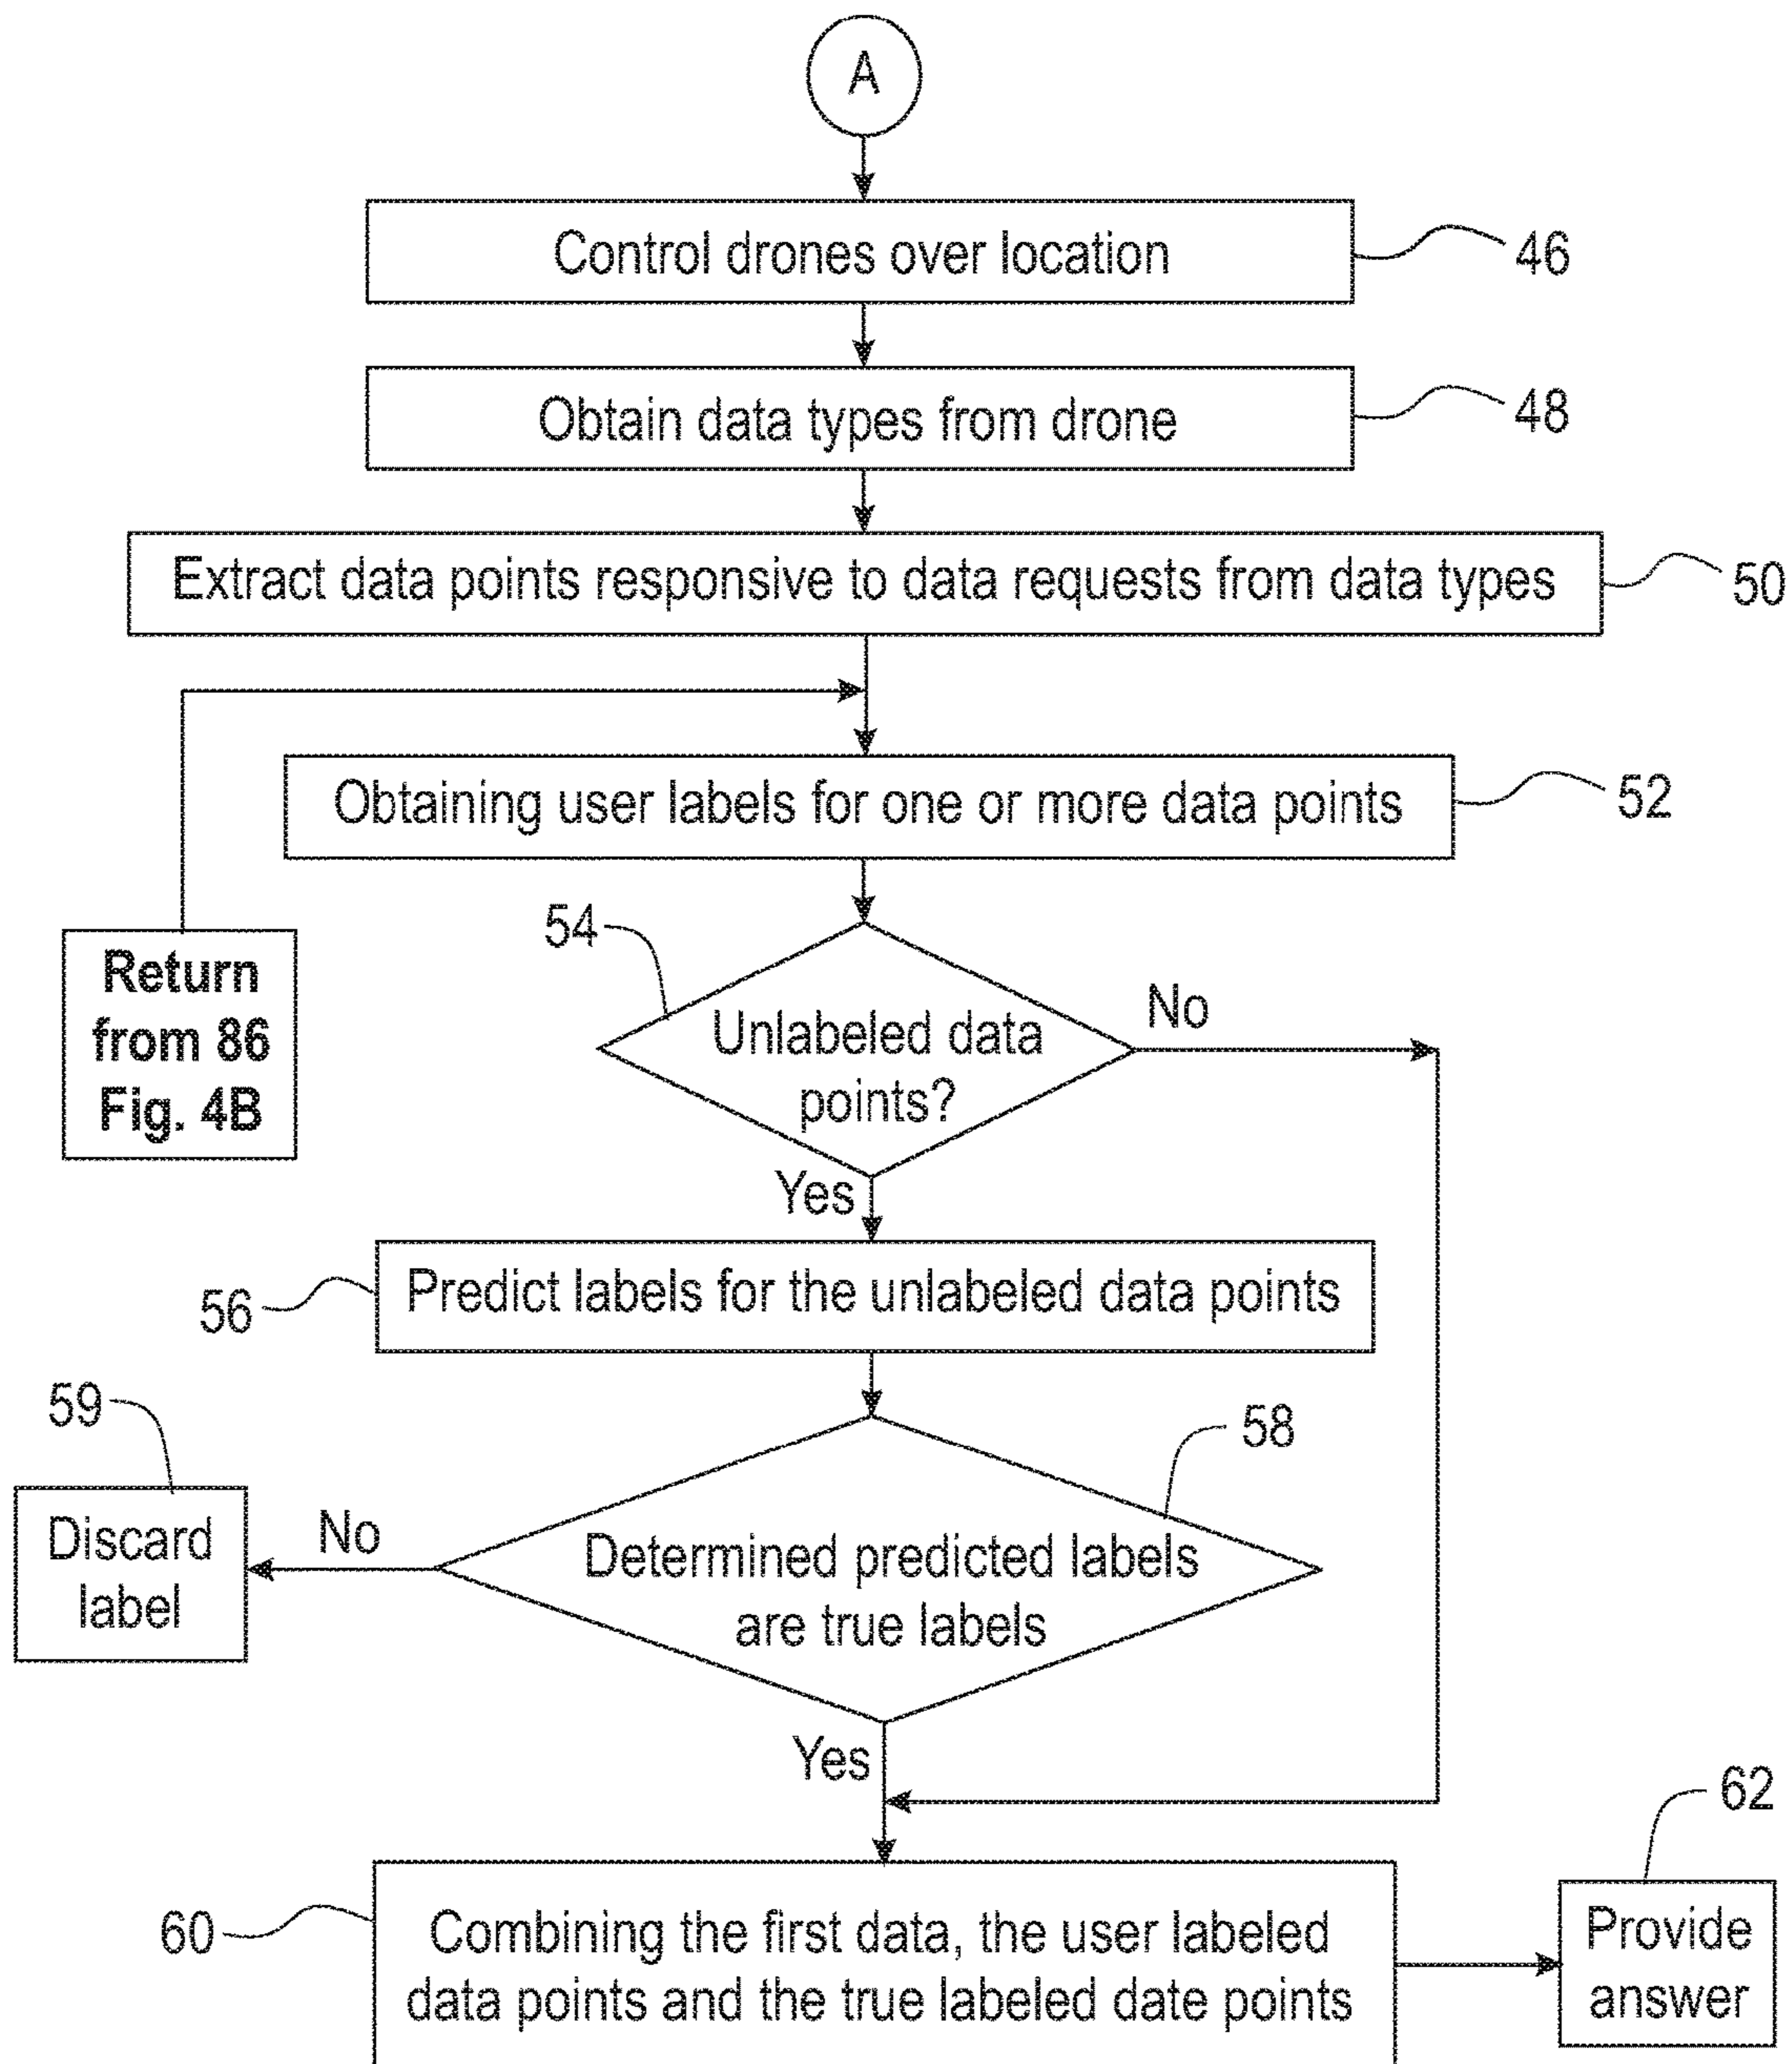 A
Control drones over location
46
Obtain data types from drone
48
Extract data points responsive to data requests from data types
50
Obtaining user labels for one or more data points
52
Return
from 86
Fig. 4B
54
Unlabeled data
points?
No
Yes
Predict labels for the unlabeled data points
56
59
58
Discard
label
No
Determined predicted labels
are true labels
Yes
62
60
Combining the first data, the user labeled
data points and the true labeled date points
Provide
answer